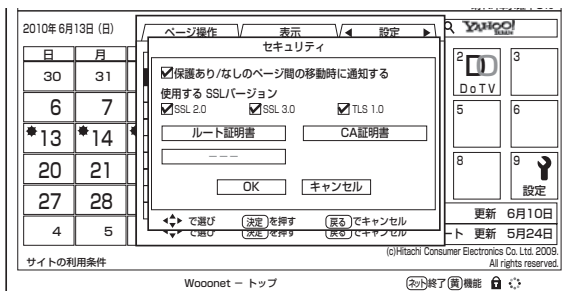 2010年 6月13日 (日)
ページ操作 表示 ◀ 設定 ▶
YAHOO!
日 月
セキュリティ
保護あり/なしのページ間の移動時に通知する
使用する SSLバージョン
SSL 2.0 SSL 3.0 TLS 1.0
ルート証明書 CA証明書
---
OK キャンセル
で選び 決定を押す 戻るでキャンセル
で選び 決定を押す 戻るでキャンセル
30 31
6 7
13 14
20 21
27 28
4 5
2 DoTV
3
5 6
8 9 設定
更新 6月10日
ート 更新 5月24日
(c)Hitachi Consumer Electronics Co. Ltd. 2009.
All rights reserved.
サイトの利用条件
Wooonet − トップ
ネット終了 黄機能